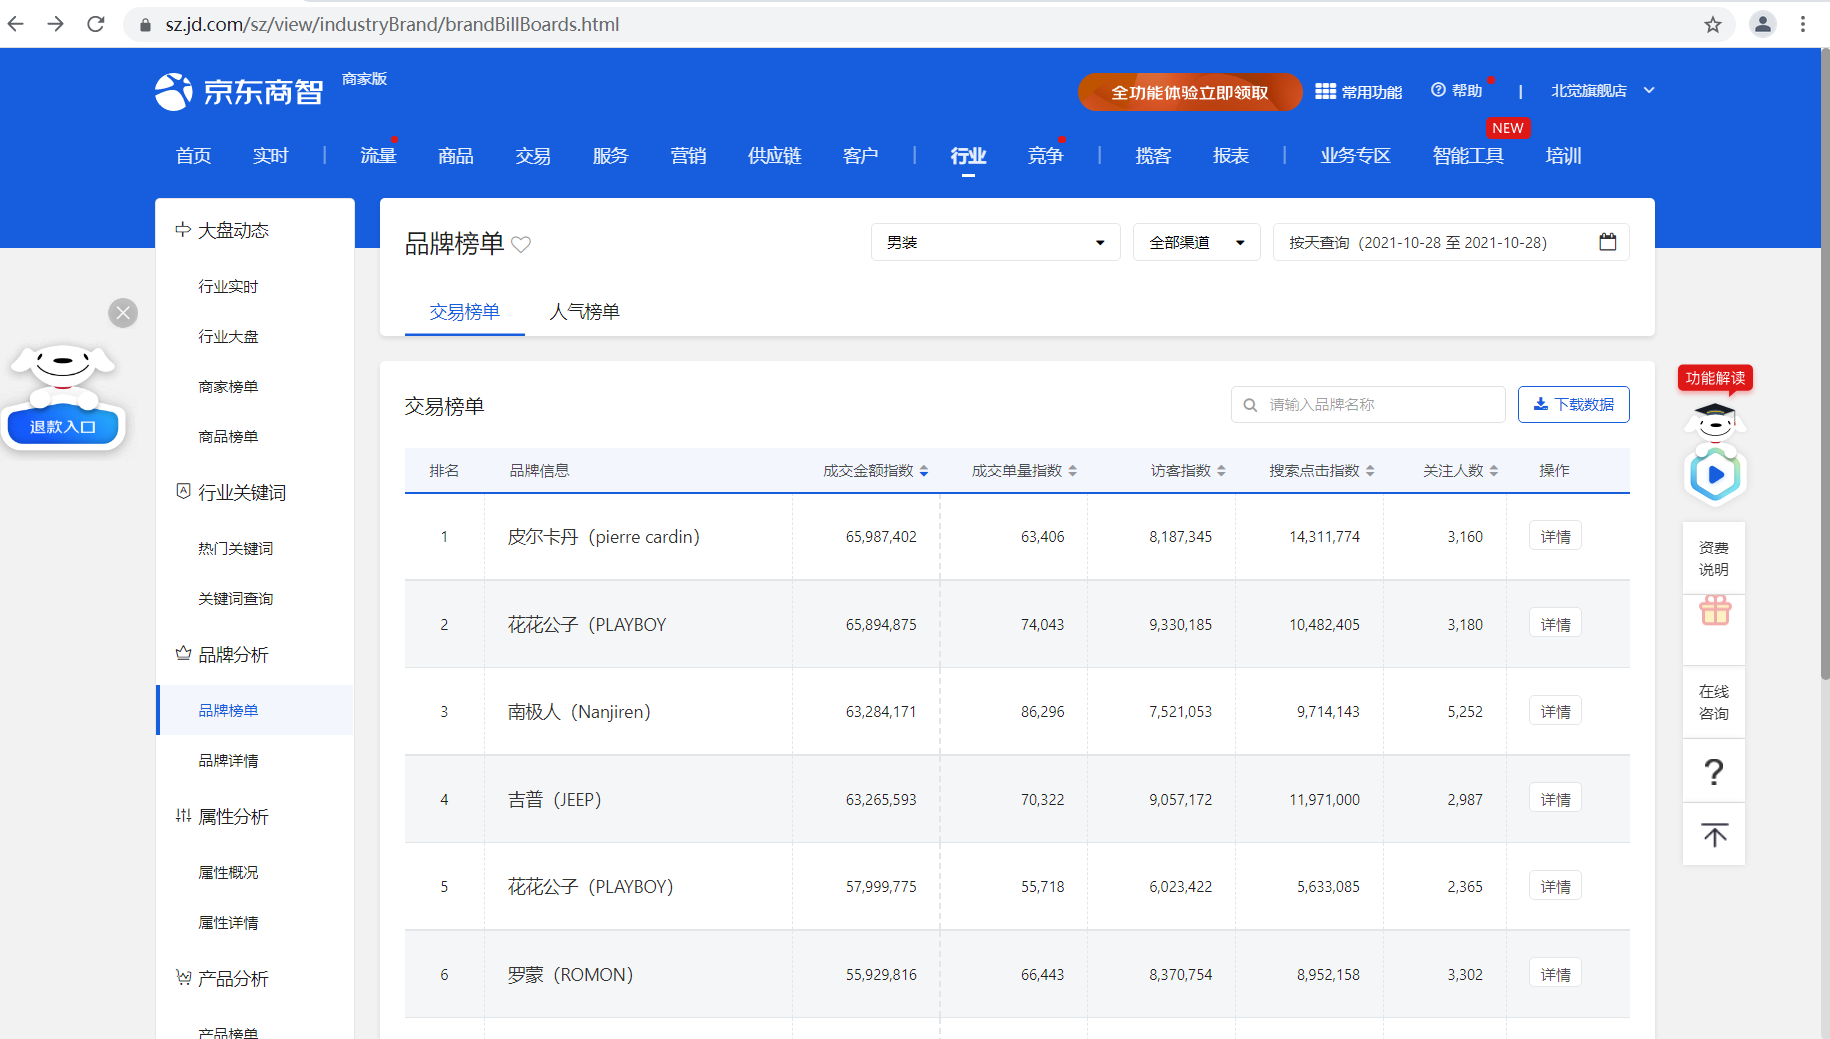 sz.jd.com/sz/view/industryBrand/brandBillBoards.html
京东商智 商家版
全功能体验立即领取 常用功能 帮助 | 北觉旗舰店
NEW
首页 实时 | 流量 商品 交易 服务 营销 供应链 客户 | 行业 竞争 | 揽客 报表 | 业务专区 智能工具 培训
大盘动态
行业实时
行业大盘
商家榜单
商品榜单
行业关键词
热门关键词
关键词查询
品牌分析
品牌榜单
品牌详情
属性分析
属性概况
属性详情
产品分析
产品榜单
退款入口
品牌榜单 男装 全部渠道 按天查询（2021-10-28 至 2021-10-28）
交易榜单 人气榜单
交易榜单 请输入品牌名称 下载数据
排名 品牌信息 成交金额指数 成交单量指数 访客指数 搜索点击指数 关注人数 操作
1 皮尔卡丹（pierre cardin） 65,987,402 63,406 8,187,345 14,311,774 3,160 详情
2 花花公子（PLAYBOY 65,894,875 74,043 9,330,185 10,482,405 3,180 详情
3 南极人（Nanjiren） 63,284,171 86,296 7,521,053 9,714,143 5,252 详情
4 吉普（JEEP） 63,265,593 70,322 9,057,172 11,971,000 2,987 详情
5 花花公子（PLAYBOY） 57,999,775 55,718 6,023,422 5,633,085 2,365 详情
6 罗蒙（ROMON） 55,929,816 66,443 8,370,754 8,952,158 3,302 详情
功能解读
资费
说明
在线
咨询
?